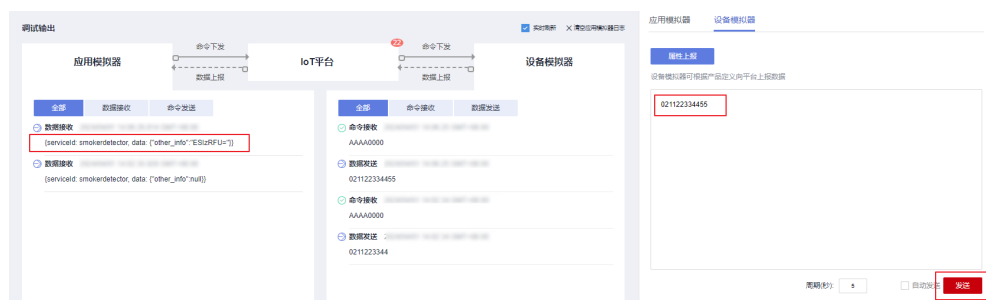 调试输出
实时刷新
清空应用模拟器日志
应用模拟器
命令下发
数据上报
IoT平台
22
命令下发
数据上报
设备模拟器
全部
数据接收
命令发送
数据接收
{serviceId: smokerdetector, data: {"other_info":"ESIzRFU="}}
数据接收
{serviceId: smokerdetector, data: {"other_info":null}}
全部
命令接收
数据发送
命令接收
AAAA0000
数据发送
021122334455
命令接收
AAAA0000
数据发送
0211223344
应用模拟器
设备模拟器
属性上报
设备模拟器可根据产品定义向平台上报数据
021122334455
周期(秒):
5
自动发送
发送